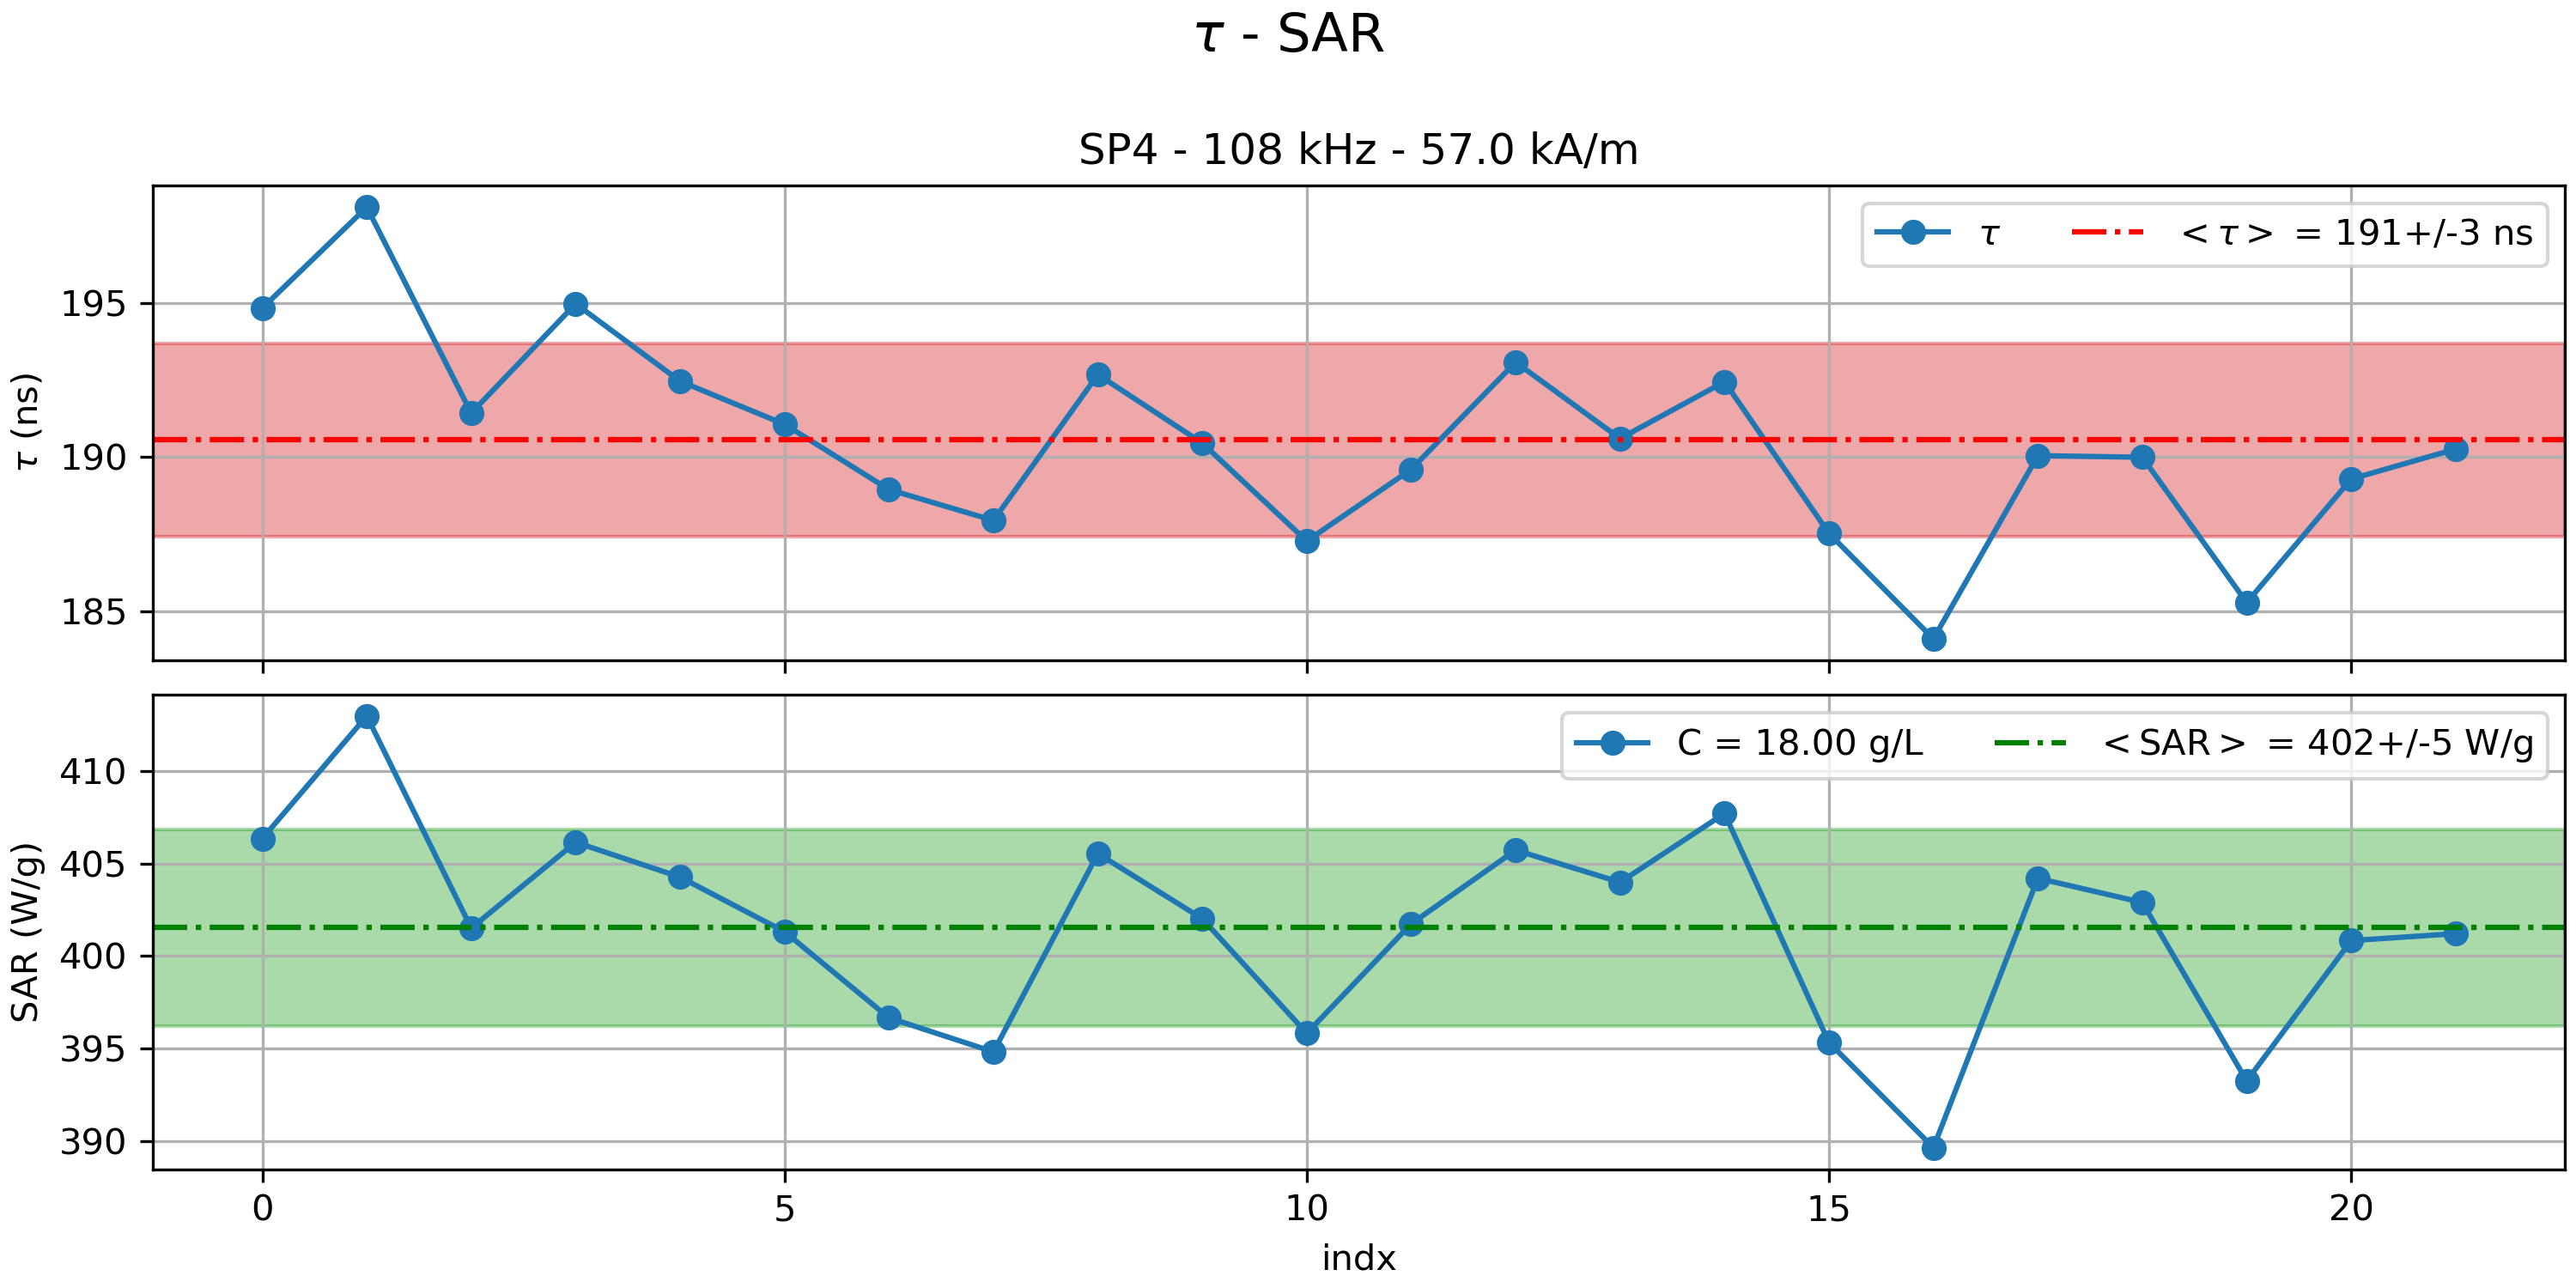 τ - SAR
SP4 - 108 kHz - 57.0 kA/m
τ <τ> = 191+/-3 ns
195
190
185
τ (ns)
C = 18.00 g/L <SAR> = 402+/-5 W/g
410
405
400
395
390
SAR (W/g)
0 5 10 15 20
indx